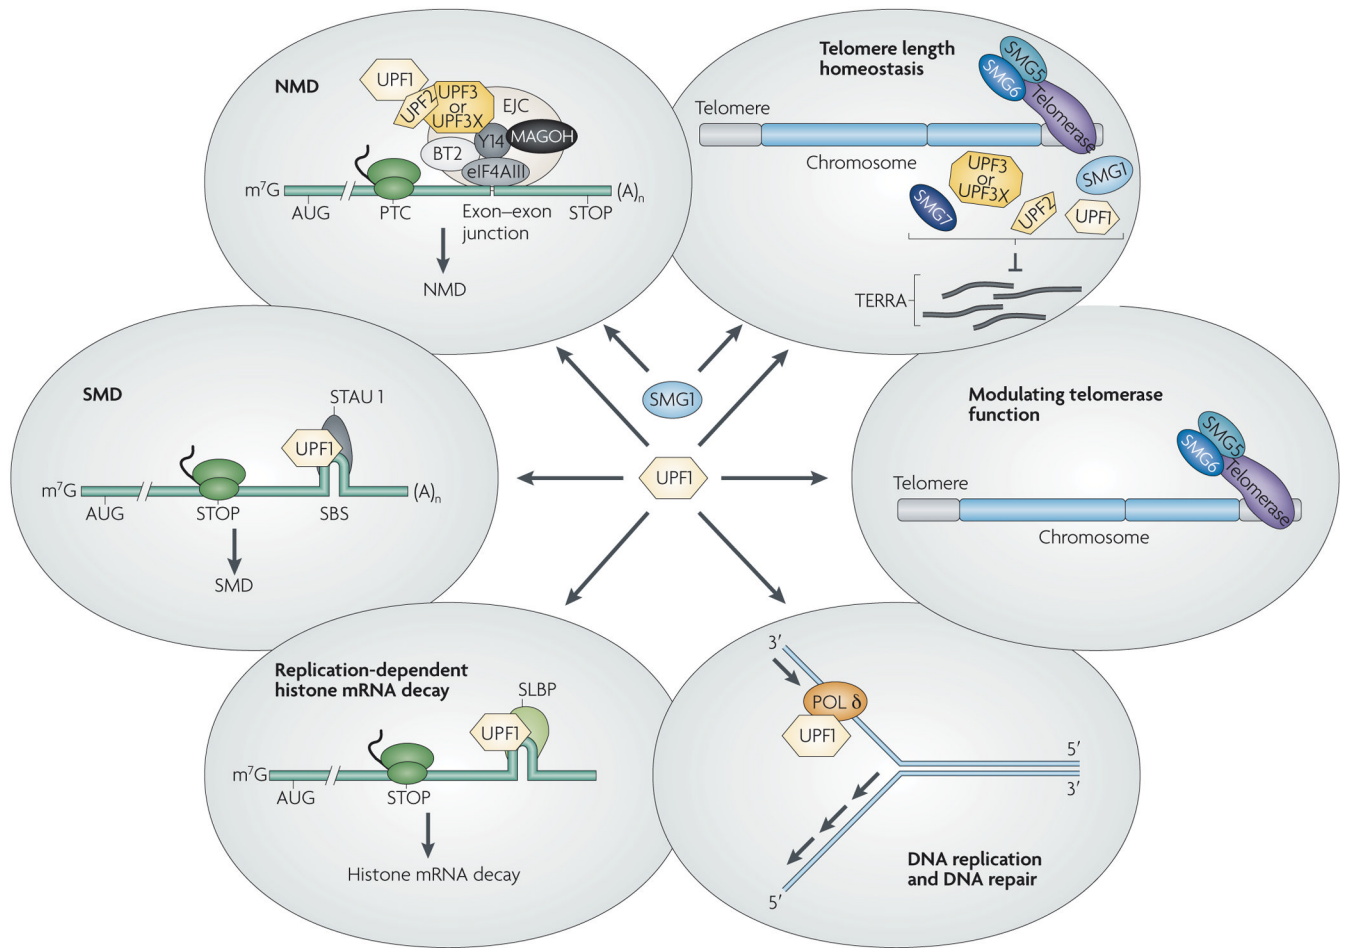 NMD
UPF1
UPF2
UPF3
or
UPF3X
EJC
BT2
Y14
MAGOH
eIF4AIII
m⁷G
(A)ₙ
AUG
PTC
Exon–exon
junction
STOP
NMD
Telomere length
homeostasis
SMG5
SMG6
Telomerase
Telomere
Chromosome
UPF3
or
UPF3X
SMG1
SMG7
UPF2
UPF1
TERRA
SMD
STAU 1
UPF1
m⁷G
(A)ₙ
AUG
STOP
SBS
SMD
SMG1
UPF1
Modulating telomerase
function
SMG5
SMG6
Telomerase
Telomere
Chromosome
Replication-dependent
histone mRNA decay
SLBP
UPF1
m⁷G
AUG
STOP
Histone mRNA decay
3′
POL δ
UPF1
5′
3′
5′
DNA replication
and DNA repair